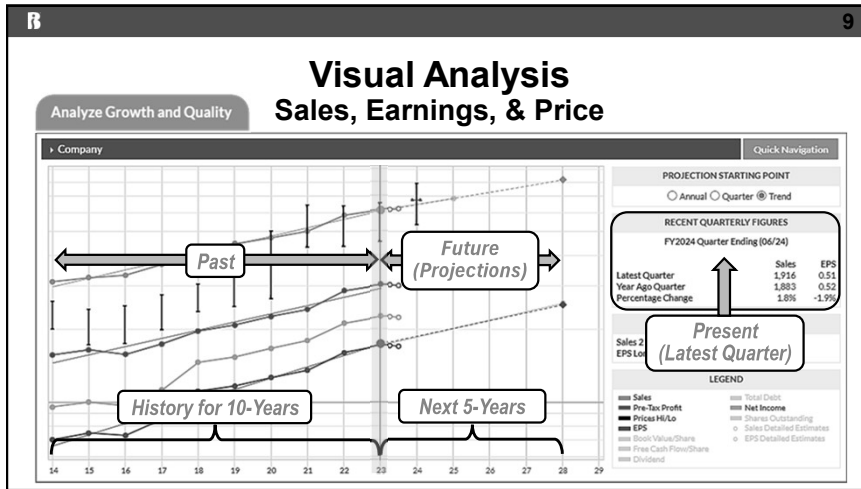 B
9
Visual Analysis
Sales, Earnings, & Price
Analyze Growth and Quality
Company
Quick Navigation
PROJECTION STARTING POINT
Annual Quarter Trend
RECENT QUARTERLY FIGURES
FY2024 Quarter Ending (06/24)
Sales EPS
Latest Quarter 1,916 0.51
Year Ago Quarter 1,883 0.52
Percentage Change 1.8% -1.9%
Past
Future
(Projections)
Present
(Latest Quarter)
Sales 2
EPS Lon
LEGEND
Sales Total Debt
Pre-Tax Profit Net Income
Prices Hi/Lo Shares Outstanding
EPS Sales Detailed Estimates
Book Value/Share EPS Detailed Estimates
Free Cash Flow/Share
Dividend
History for 10-Years
Next 5-Years
14 15 16 17 18 19 20 21 22 23 24 25 26 27 28 29